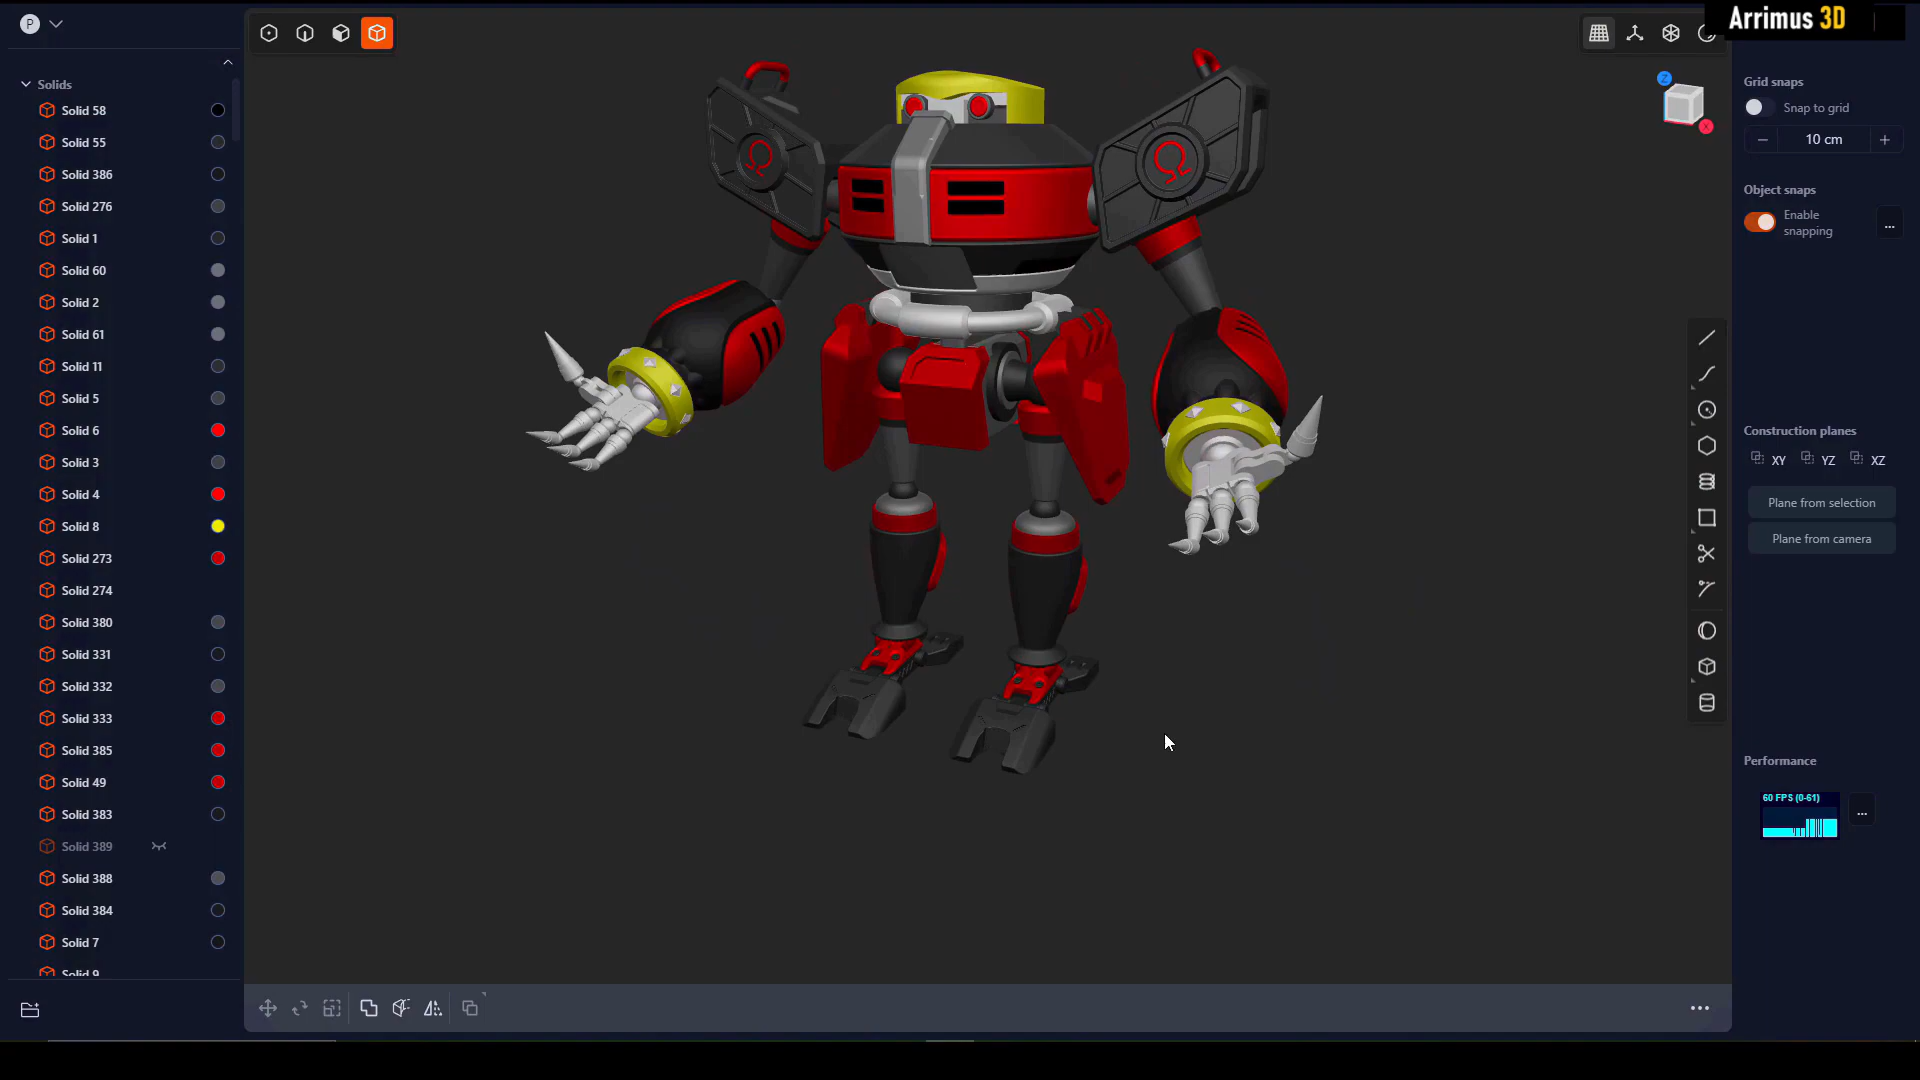 P
Arrimus 3D
Solids
Solid 58
Solid 55
Solid 386
Solid 276
Solid 1
Solid 60
Solid 2
Solid 61
Solid 11
Solid 5
Solid 6
Solid 3
Solid 4
Solid 8
Solid 273
Solid 274
Solid 380
Solid 331
Solid 332
Solid 333
Solid 385
Solid 49
Solid 383
Solid 389
Solid 388
Solid 384
Solid 7
Solid 9
Ω
Ω
Z
X
Grid snaps
Snap to grid
10 cm
Object snaps
Enable
snapping
...
Construction planes
XY YZ XZ
Plane from selection
Plane from camera
Performance
60 FPS (0-61)
...